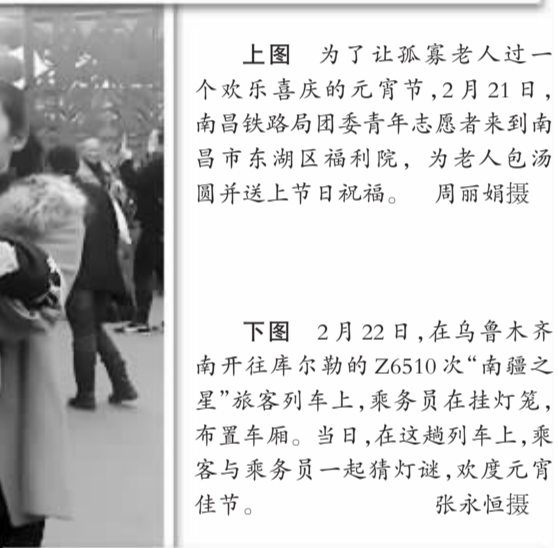 上图　为了让孤寡老人过一
个欢乐喜庆的元宵节,2月21日,
南昌铁路局团委青年志愿者来到南
昌市东湖区福利院，为老人包汤
圆并送上节日祝福。　周丽娟摄
下图　2月22日,在乌鲁木齐
南开往库尔勒的Z6510次“南疆之
星”旅客列车上,乘务员在挂灯笼,
布置车厢。当日,在这趟列车上,乘
客与乘务员一起猜灯谜,欢度元宵
佳节。　张永恒摄